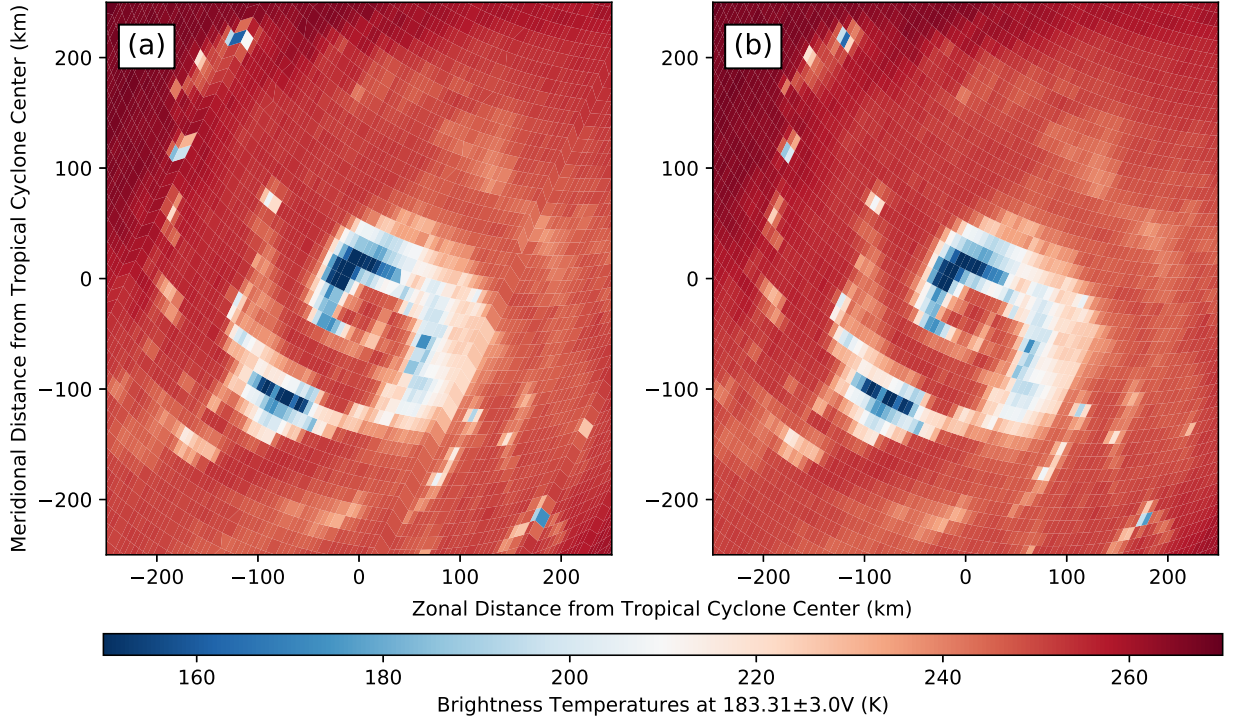 (a)
(b)
Meridional Distance from Tropical Cyclone Center (km)
200
100
0
−100
−200
200
100
0
−100
−200
−200 −100 0 100 200
−200 −100 0 100 200
Zonal Distance from Tropical Cyclone Center (km)
160 180 200 220 240 260
Brightness Temperatures at 183.31±3.0V (K)